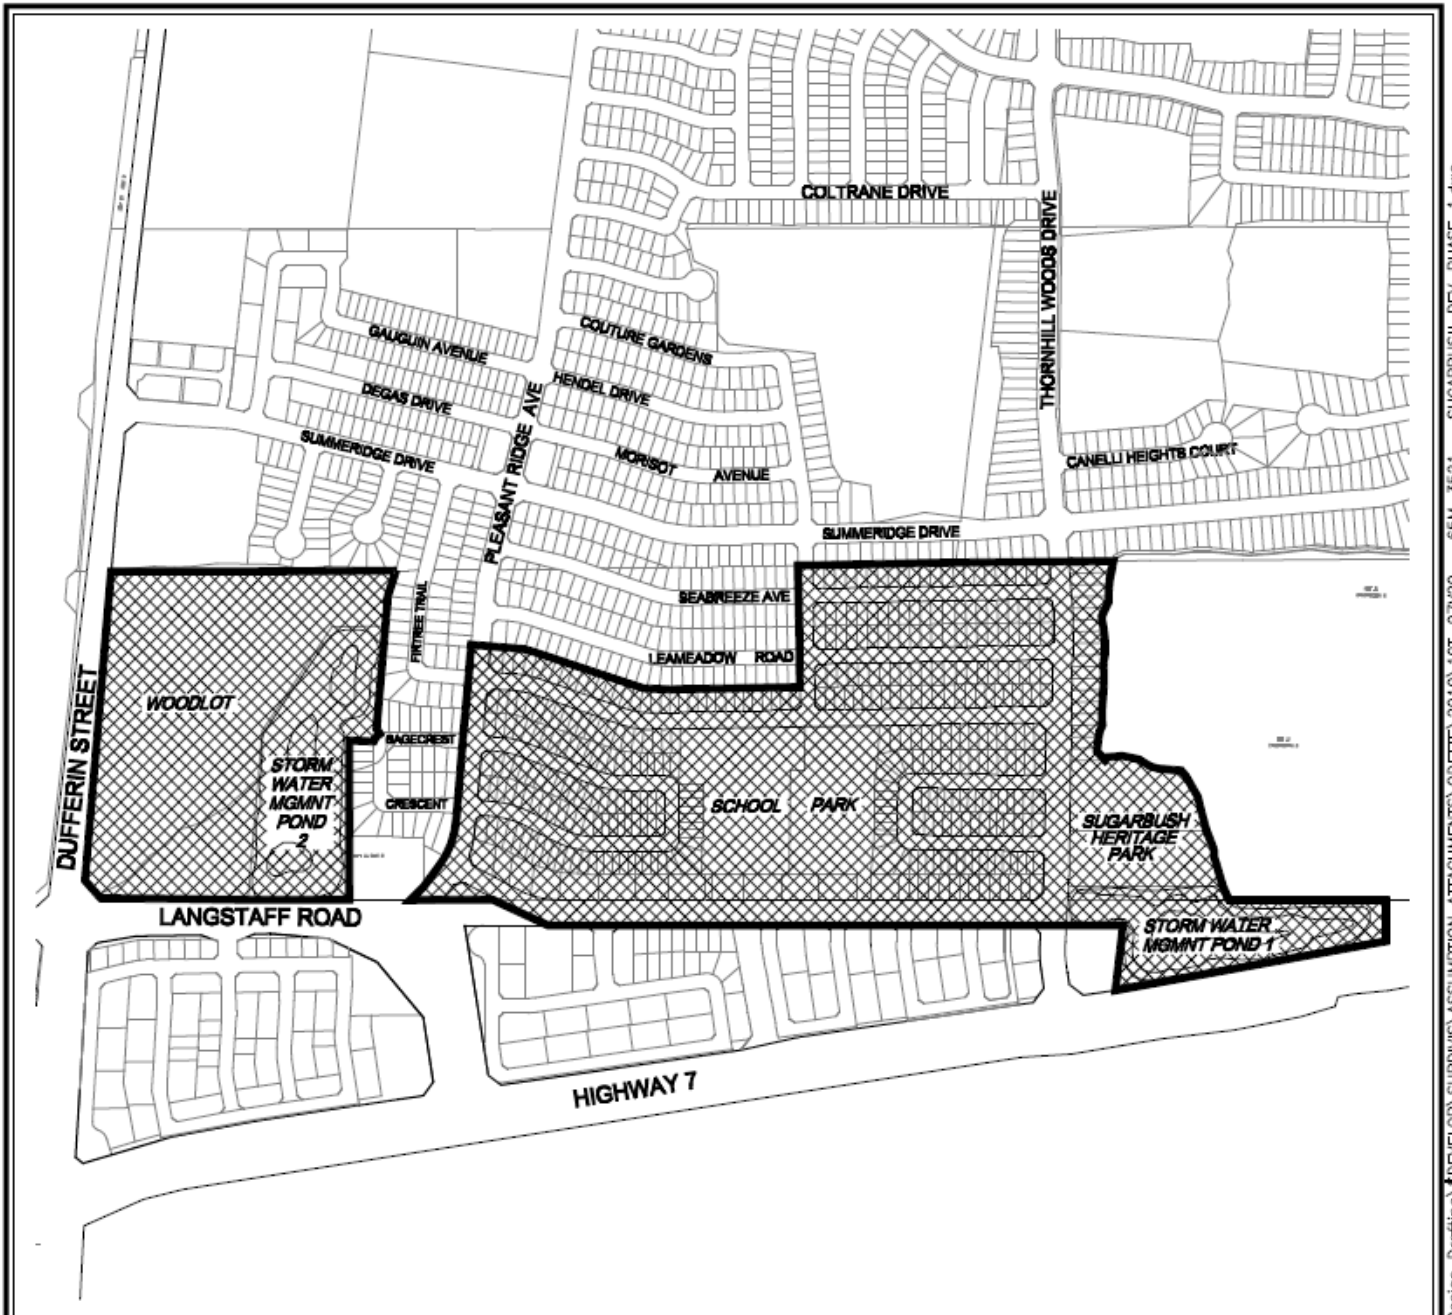 COLTRANE DRIVE
THORNHILL WOODS DRIVE
COUTURE GARDENS
GAUGUIN AVENUE
HENDEL DRIVE
DEGAS DRIVE
PLEASANT RIDGE AVE
SUMMERIDGE DRIVE
MORISOT AVENUE
CANELLI HEIGHTS COURT
SUMMERIDGE DRIVE
SEABREEZE AVE
FIRTREE TRAIL
LEAMEADOW ROAD
DUFFERIN STREET
WOODLOT
SAGECREST
CRESCENT
STORM
WATER
MGMNT
POND
2
SCHOOL PARK
SUGARBUSH
HERITAGE
PARK
LANGSTAFF ROAD
STORM WATER
MGMNT POND 1
HIGHWAY 7